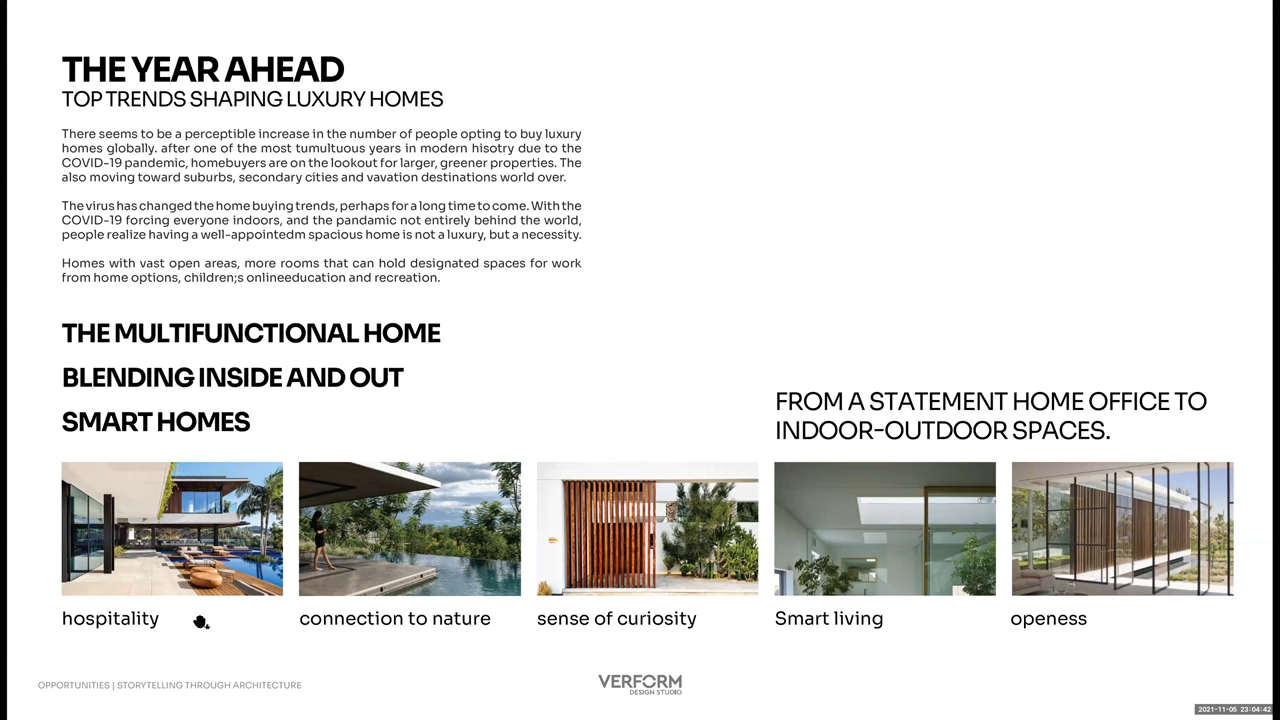 THE YEAR AHEAD
TOP TRENDS SHAPING LUXURY HOMES
There seems to be a perceptible increase in the number of people opting to buy luxury
homes globally. after one of the most tumultuous years in modern hisotry due to the
COVID-19 pandemic, homebuyers are on the lookout for larger, greener properties. The
also moving toward suburbs, secondary cities and vavation destinations world over.
The virus has changed the home buying trends, perhaps for a long time to come. With the
COVID-19 forcing everyone indoors, and the pandamic not entirely behind the world,
people realize having a well-appointedm spacious home is not a luxury, but a necessity.
Homes with vast open areas, more rooms that can hold designated spaces for work
from home options, children;s onlineeducation and recreation.
THE MULTIFUNCTIONAL HOME
BLENDING INSIDE AND OUT
SMART HOMES
FROM A STATEMENT HOME OFFICE TO
INDOOR-OUTDOOR SPACES.
hospitality
connection to nature
sense of curiosity
Smart living
openess
OPPORTUNITIES | STORYTELLING THROUGH ARCHITECTURE
VERFORM
DESIGN STUDIO
2021-11-05 23:04:42